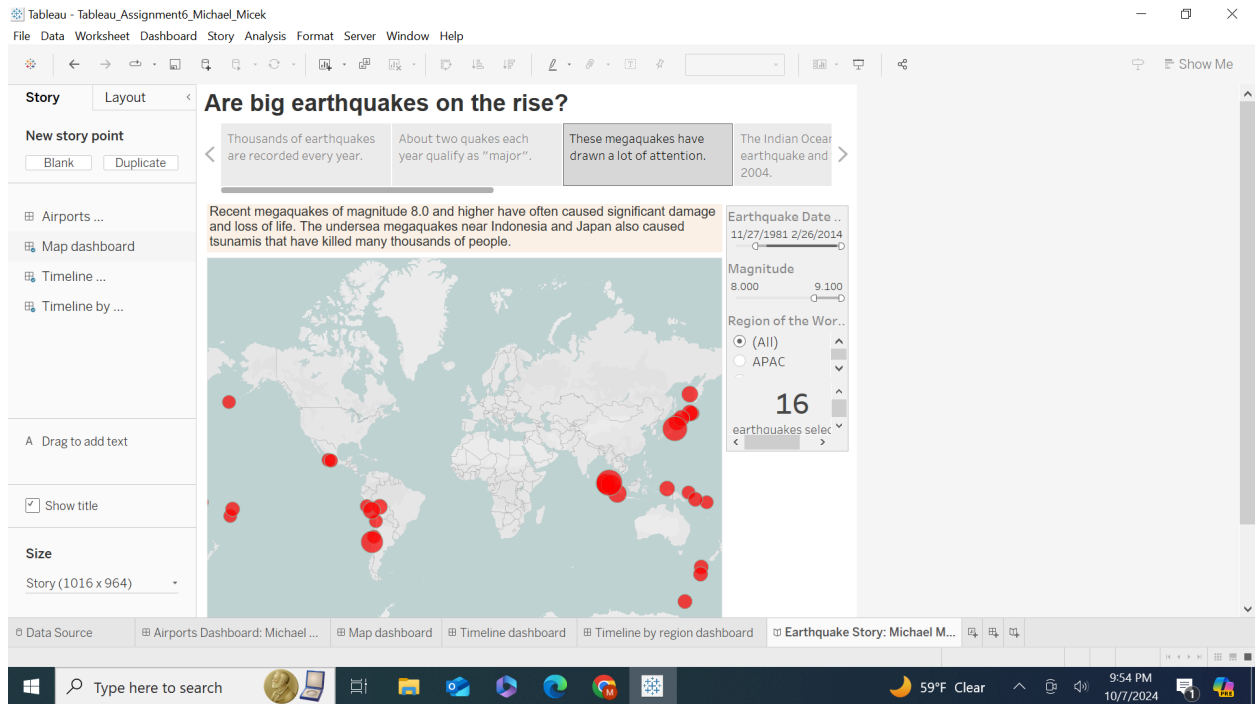 Tableau - Tableau_Assignment6_Michael_Micek
File Data Worksheet Dashboard Story Analysis Format Server Window Help
Show Me
Story Layout
New story point
Blank Duplicate
Airports ...
Map dashboard
Timeline ...
Timeline by ...
A Drag to add text
Show title
Size
Story (1016 x 964)
Are big earthquakes on the rise?
Thousands of earthquakes
are recorded every year.
About two quakes each
year qualify as "major".
These megaquakes have
drawn a lot of attention.
The Indian Ocear
earthquake and
2004.
Recent megaquakes of magnitude 8.0 and higher have often caused significant damage
and loss of life. The undersea megaquakes near Indonesia and Japan also caused
tsunamis that have killed many thousands of people.
Earthquake Date ..
11/27/1981 2/26/2014
Magnitude
8.000 9.100
Region of the Wor..
(All)
APAC
16
earthquakes selec
Data Source Airports Dashboard: Michael ... Map dashboard Timeline dashboard Timeline by region dashboard Earthquake Story: Michael M...
Type here to search
59°F Clear
9:54 PM
10/7/2024
1
PRE